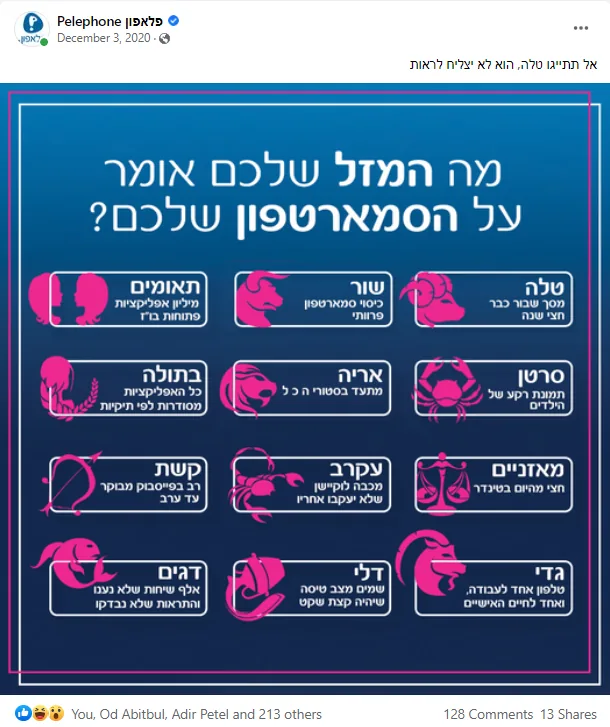 Pelephone פלאפון
December 3, 2020
אל תתייגו טלה, הוא לא יצליח לראות
מה המזל שלכם אומר
על הסמארטפון שלכם?
טלה
מסך שבור כבר
חצי שנה
שור
כיסוי סמארטפון
פרוותי
תאומים
מיליון אפליקציות
פתוחות בו"ז
סרטן
תמונת רקע של
הילדים
אריה
מתעד בסטורי ה כ ל
בתולה
כל האפליקציות
מסודרות לפי תיקיות
מאזניים
חצי מהיום בטינדר
עקרב
מכבה לוקיישן
שלא יעקבו אחריו
קשת
רב בפייסבוק מבוקר
עד ערב
גדי
טלפון אחד לעבודה,
ואחד לחיים האישיים
דלי
שמים מצב טיסה
שיהיה קצת שקט
דגים
אלף שיחות שלא נענו
והתראות שלא נבדקו
You, Od Abitbul, Adir Petel and 213 others
128 Comments 13 Shares